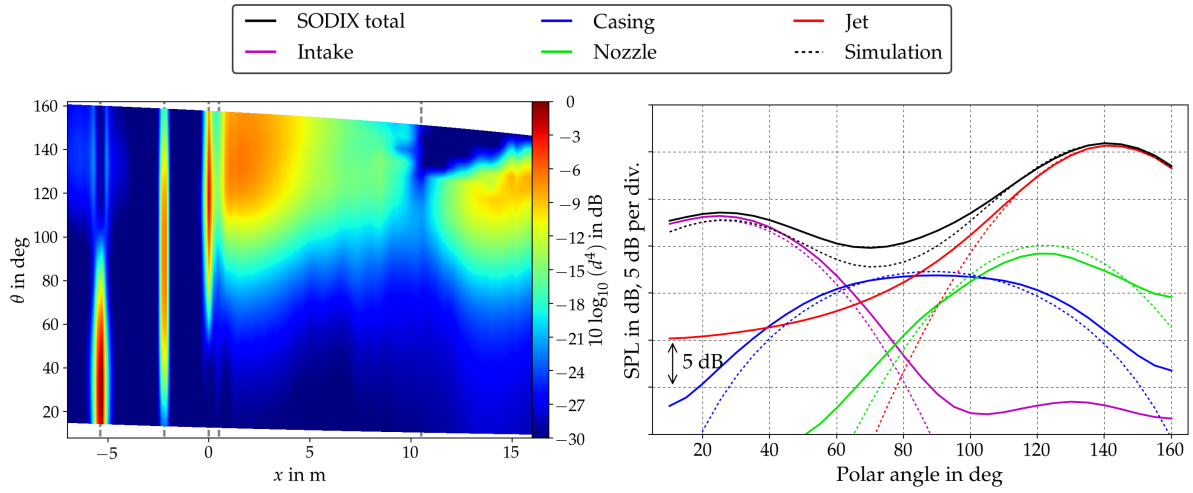 SODIX total Casing Jet
Intake Nozzle Simulation
160
140
120
100
80
60
40
20
θ in deg
−5 0 5 10 15
x in m
0
−3
−6
−9
−12
−15
−18
−21
−24
−27
−30
10 log₁₀ (d⁴) in dB
SPL in dB, 5 dB per div.
5 dB
20 40 60 80 100 120 140 160
Polar angle in deg